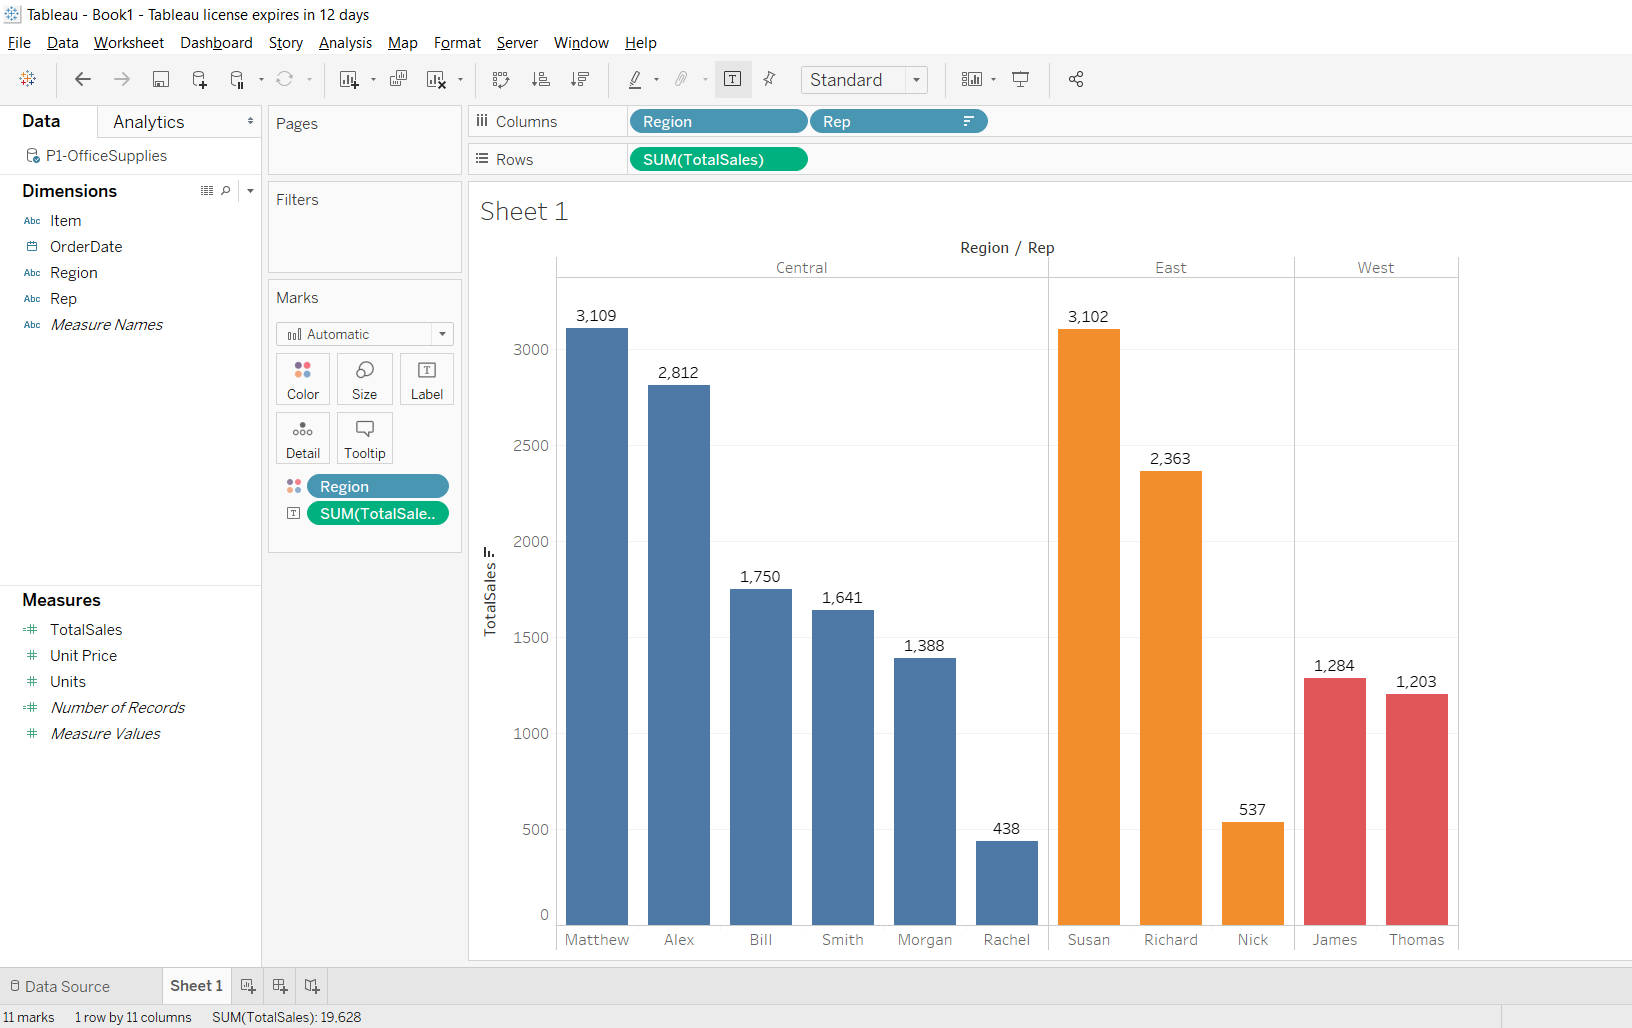 Tableau - Book1 - Tableau license expires in 12 days
File Data Worksheet Dashboard Story Analysis Map Format Server Window Help
Standard
Data Analytics
P1-OfficeSupplies
Dimensions
Abc Item
OrderDate
Abc Region
Abc Rep
Abc Measure Names
Measures
TotalSales
Unit Price
Units
Number of Records
Measure Values
Pages
Filters
Marks
Automatic
Color Size Label
Detail Tooltip
Region
SUM(TotalSale..
Columns Region Rep
Rows SUM(TotalSales)
Sheet 1
Region / Rep
Central East West
3,109 2,812 1,750 1,641 1,388 438 3,102 2,363 537 1,284 1,203
TotalSales
3000
2500
2000
1500
1000
500
0
Matthew Alex Bill Smith Morgan Rachel Susan Richard Nick James Thomas
Data Source Sheet 1
11 marks 1 row by 11 columns SUM(TotalSales): 19,628